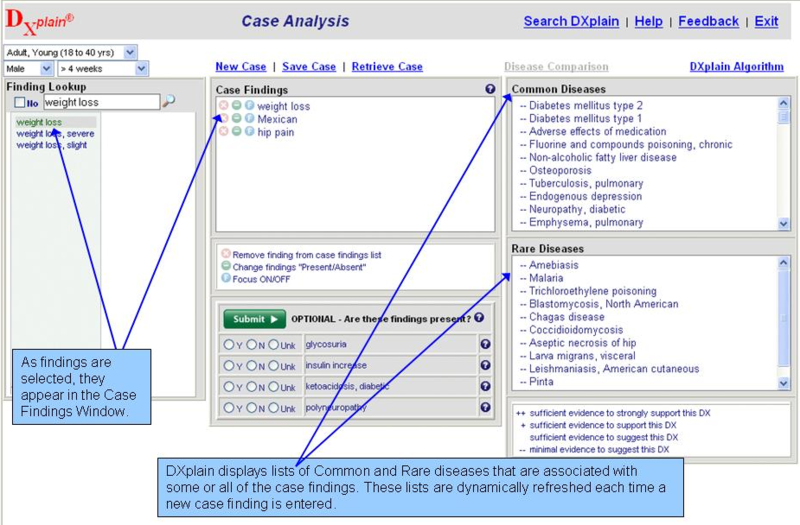 DXplain®
Case Analysis
Search DXplain | Help | Feedback | Exit
Adult, Young (18 to 40 yrs)
Male
> 4 weeks
New Case | Save Case | Retrieve Case
Disease Comparison
DXplain Algorithm
Finding Lookup
No
weight loss
weight loss
weight loss, severe
weight loss, slight
Case Findings
weight loss
Mexican
hip pain
Remove finding from case findings list
Change findings "Present/Absent"
Focus ON/OFF
Submit
OPTIONAL - Are these findings present?
Y N Unk glycosuria
Y N Unk insulin increase
Y N Unk ketoacidosis, diabetic
Y N Unk polyneuropathy
Common Diseases
-- Diabetes mellitus type 2
-- Diabetes mellitus type 1
-- Adverse effects of medication
-- Fluorine and compounds poisoning, chronic
-- Non-alcoholic fatty liver disease
-- Osteoporosis
-- Tuberculosis, pulmonary
-- Endogenous depression
-- Neuropathy, diabetic
-- Emphysema, pulmonary
Rare Diseases
-- Amebiasis
-- Malaria
-- Trichloroethylene poisoning
-- Blastomycosis, North American
-- Chagas disease
-- Coccidioidomycosis
-- Aseptic necrosis of hip
-- Larva migrans, visceral
-- Leishmaniasis, American cutaneous
-- Pinta
++ sufficient evidence to strongly support this DX
+ sufficient evidence to support this DX
sufficient evidence to suggest this DX
-- minimal evidence to suggest this DX
As findings are
selected, they
appear in the Case
Findings Window.
DXplain displays lists of Common and Rare diseases that are associated with
some or all of the case findings. These lists are dynamically refreshed each time a
new case finding is entered.